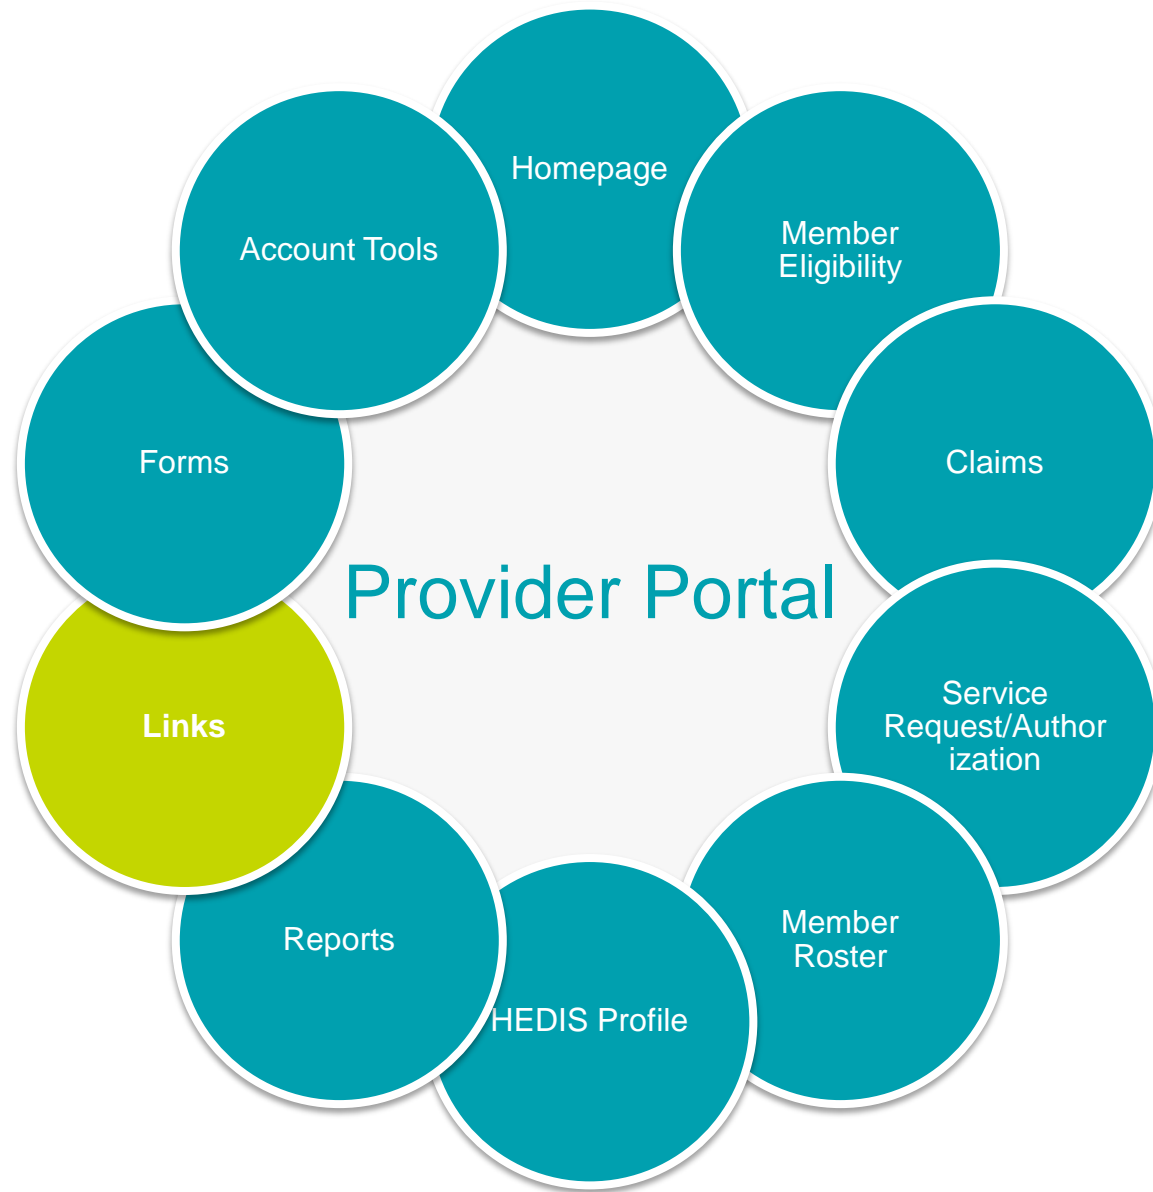 Homepage
Account Tools
Member
Eligibility
Forms
Claims
Provider Portal
Links
Service
Request/Author
ization
Reports
Member
Roster
HEDIS Profile